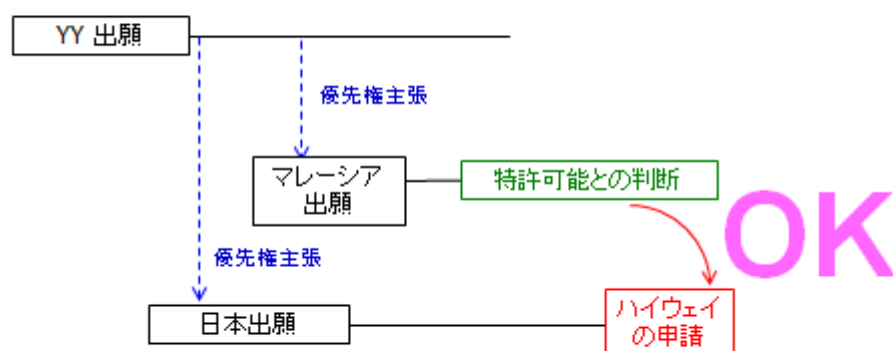 YY 出願
優先権主張
マレーシア
出願
特許可能との判断
OK
優先権主張
日本出願
ハイウェイ
の申請